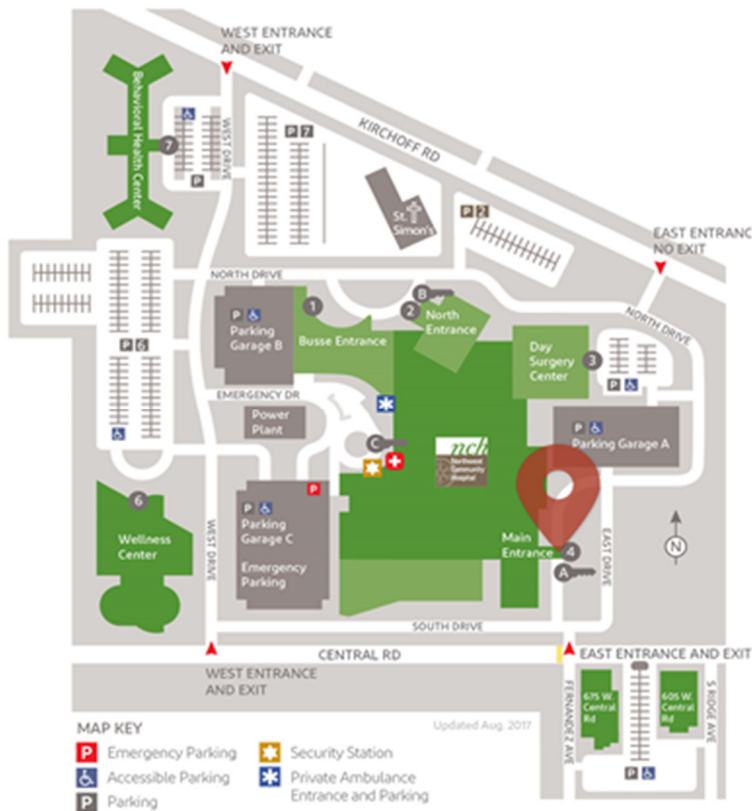 WEST ENTRANCE
AND EXIT
Behavioral Health Center
7
P
WEST DRIVE
P 7
KIRCHOFF RD
St.
Simon's
P 2
EAST ENTRANC
NO EXIT
NORTH DRIVE
B
1
2
North
Entrance
NORTH DRIVE
P
Parking
Garage B
Busse Entrance
Day
Surgery
Center
3
P
P 6
EMERGENCY DR
Power
Plant
C
nch
Northwest
Community
Hospital
P
Parking Garage A
6
Wellness
Center
WEST DRIVE
P
P
Parking
Garage C
Emergency
Parking
Main
Entrance
4
A
EAST DRIVE
N
SOUTH DRIVE
CENTRAL RD
EAST ENTRANCE AND EXIT
WEST ENTRANCE
AND EXIT
FERNANDEZ AVE
675 W.
Central
Rd
605 W.
Central
Rd
S RIDGE AVE
P
MAP KEY
Updated Aug. 2017
P Emergency Parking
Accessible Parking
P Parking
Security Station
Private Ambulance
Entrance and Parking